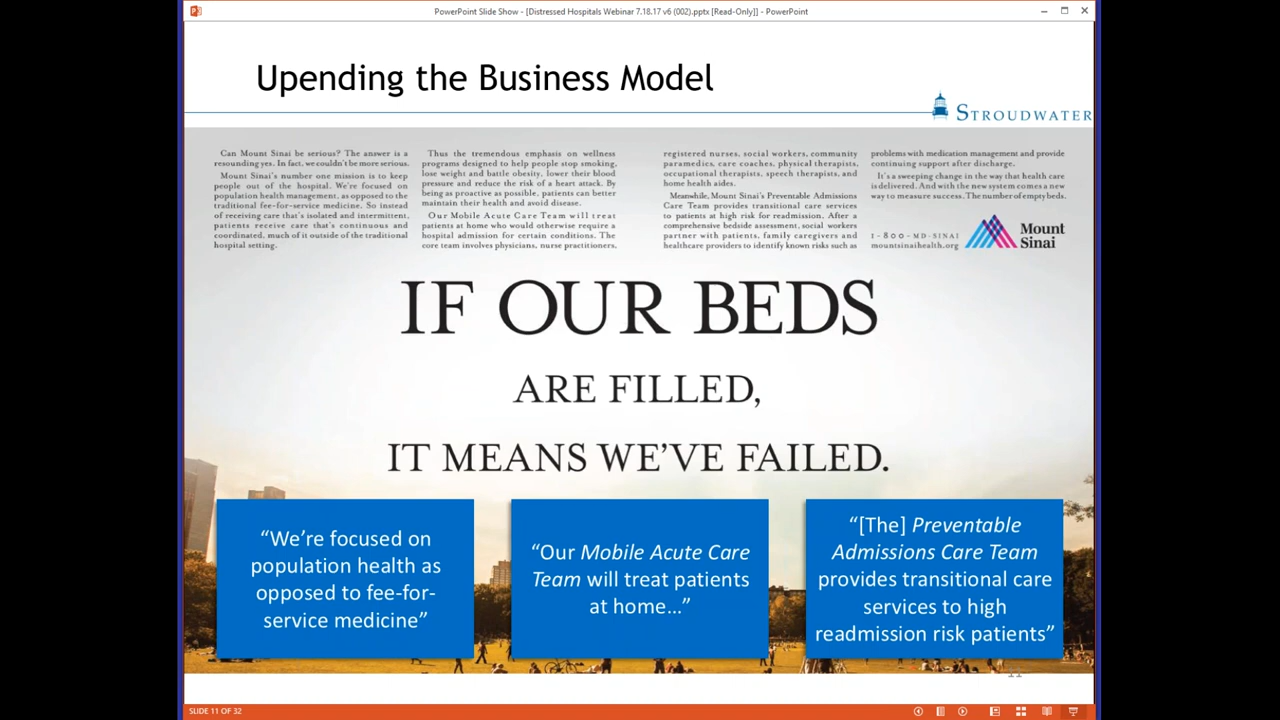 PowerPoint Slide Show - [Distressed Hospitals Webinar 7.18.17 v6 (002).pptx [Read-Only]] - PowerPoint
Upending the Business Model
STROUDWATER
Can Mount Sinai be serious? The answer is a
resounding yes. In fact, we couldn't be more serious.
Mount Sinai's number one mission is to keep
people out of the hospital. We're focused on
population health management, as opposed to the
traditional fee-for-service medicine. So instead
of receiving care that's isolated and intermittent,
patients receive care that's continuous and
coordinated, much of it outside of the traditional
hospital setting.
Thus the tremendous emphasis on wellness
programs designed to help people stop smoking,
lose weight and battle obesity, lower their blood
pressure and reduce the risk of a heart attack. By
being as proactive as possible, patients can better
maintain their health and avoid disease.
Our Mobile Acute Care Team will treat
patients at home who would otherwise require a
hospital admission for certain conditions. The
core team involves physicians, nurse practitioners,
registered nurses, social workers, community
paramedics, care coaches, physical therapists,
occupational therapists, speech therapists, and
home health aides.
Meanwhile, Mount Sinai's Preventable Admissions
Care Team provides transitional care services
to patients at high risk for readmission. After a
comprehensive bedside assessment, social workers
partner with patients, family caregivers and
healthcare providers to identify known risks such as
problems with medication management and provide
continuing support after discharge.
It's a sweeping change in the way that health care
is delivered. And with the new system comes a new
way to measure success. The number of empty beds.
1-800-MD-SINAI
mountsinaihealth.org
Mount
Sinai
IF OUR BEDS
ARE FILLED,
IT MEANS WE'VE FAILED.
“We're focused on
population health as
opposed to fee-for-
service medicine”
“Our Mobile Acute Care
Team will treat patients
at home…”
“[The] Preventable
Admissions Care Team
provides transitional care
services to high
readmission risk patients”
11
SLIDE 11 OF 32